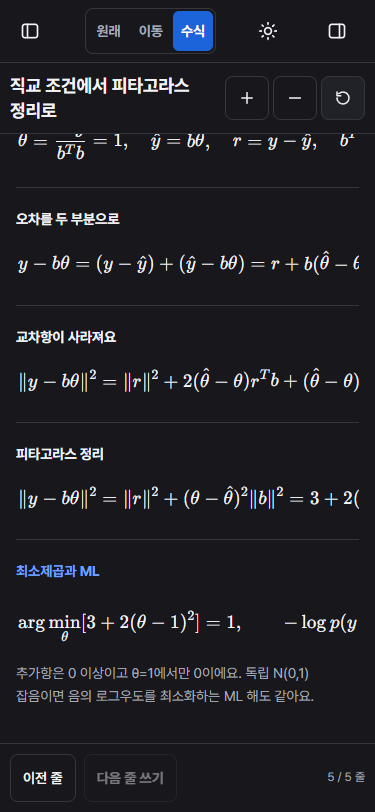 원래 이동 수식
직교 조건에서 피타고라스
정리로
+ −
θ̂ = / bᵀb = 1, ŷ = bθ̂, r = y − ŷ,
오차를 두 부분으로
y − bθ = (y − ŷ) + (ŷ − bθ) = r + b(θ̂ − θ
교차항이 사라져요
‖y − bθ‖² = ‖r‖² + 2(θ̂ − θ)rᵀb + (θ̂ − θ)
피타고라스 정리
‖y − bθ‖² = ‖r‖² + (θ − θ̂)²‖b‖² = 3 + 2(
최소제곱과 ML
arg min_θ [3 + 2(θ − 1)²] = 1, − log p(y
추가항은 0 이상이고 θ=1에서만 0이에요. 독립 N(0,1)
잡음이면 음의 로그우도를 최소화하는 ML 해도 같아요.
이전 줄 다음 줄 쓰기 5 / 5 줄